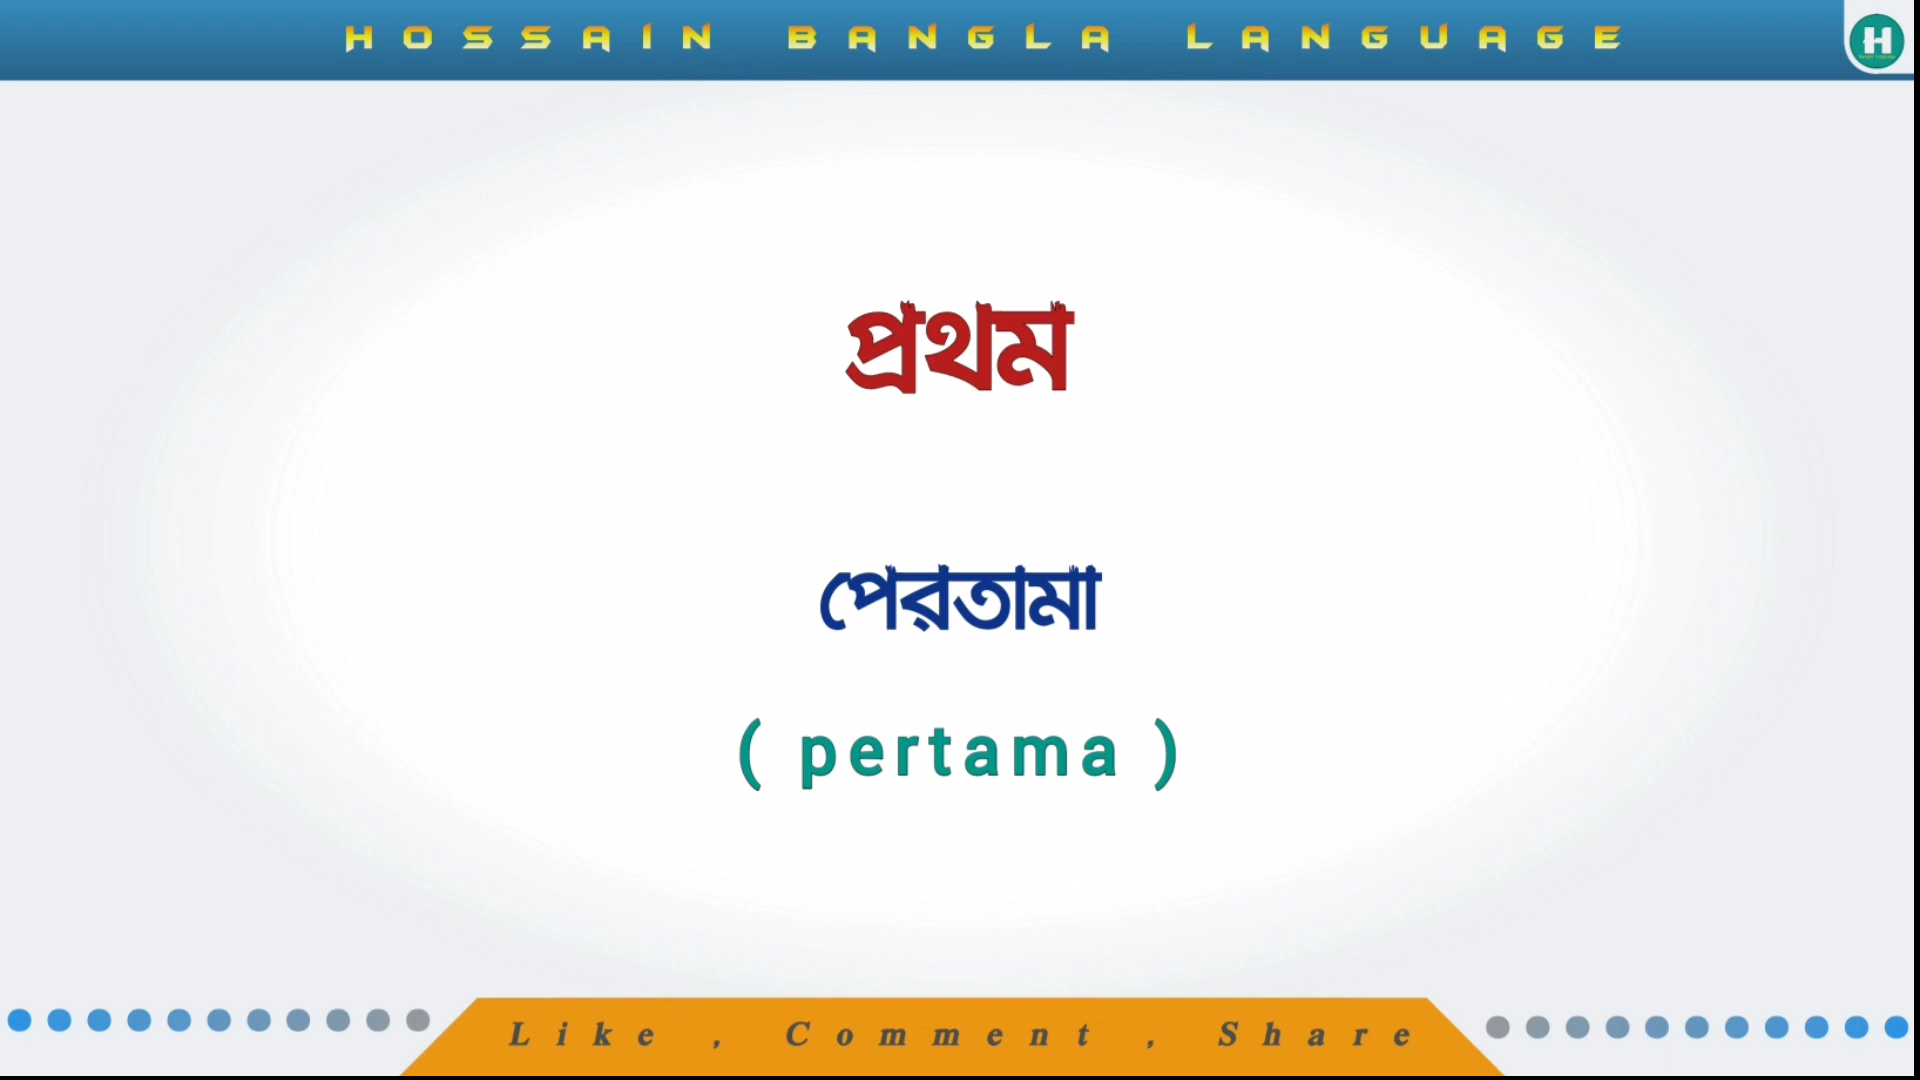 HOSSAIN BANGLA LANGUAGE
H
প্রথম
পেরতামা
( pertama )
Like , Comment , Share